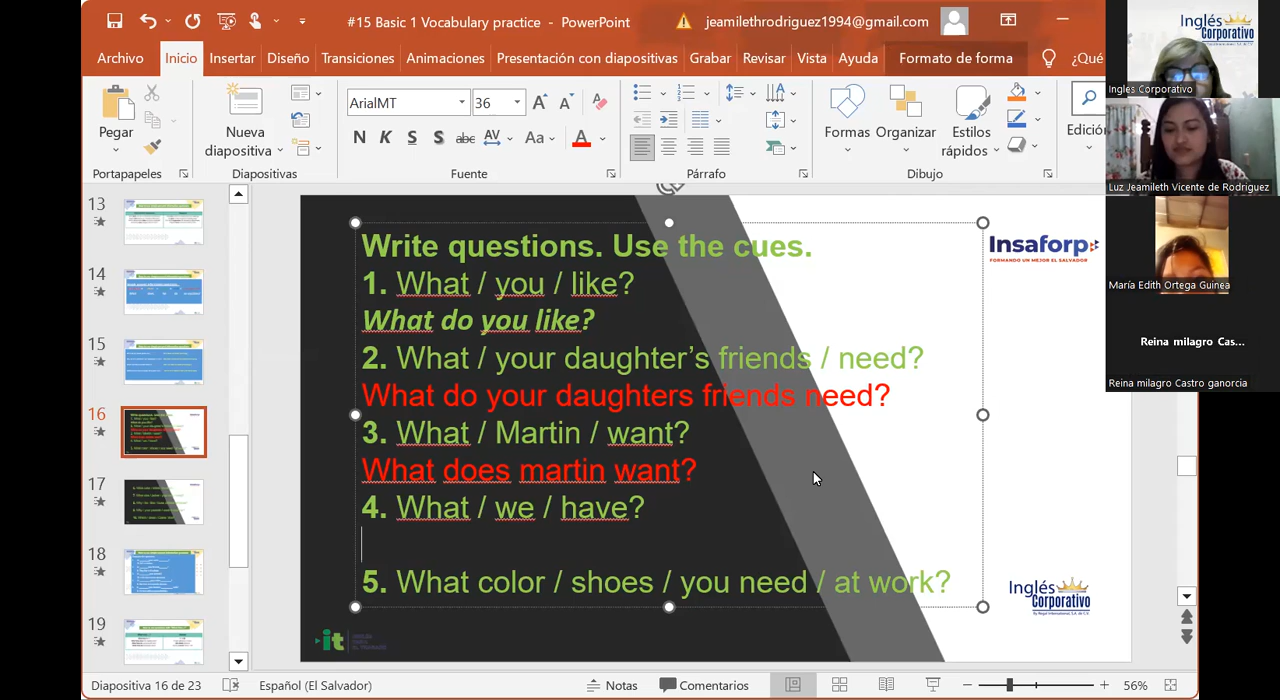 #15 Basic 1 Vocabulary practice - PowerPoint
jeamilethrodriguez1994@gmail.com
Archivo Inicio Insertar Diseño Transiciones Animaciones Presentación con diapositivas Grabar Revisar Vista Ayuda Formato de forma ¿Qué
Pegar
Nueva diapositiva
ArialMT 36
N K S S abc AV Aa A
Formas Organizar Estilos rápidos Edición
Portapapeles Diapositivas Fuente Párrafo Dibujo
Inglés Corporativo
Ingles Corporativo
Luz Jeamileth Vicente de Rodriguez
María Edith Ortega Guinea
Reina milagro Cas...
Reina milagro Castro ganorcia
13
14
15
16
17
18
19
Write questions. Use the cues.
1. What / you / like?
What do you like?
2. What / your daughter’s friends / need?
What do your daughters friends need?
3. What / Martin / want?
What does martin want?
4. What / we / have?
5. What color / shoes / you need / at work?
Insaforp
FORMANDO UN MEJOR EL SALVADOR
Inglés
Corporativo
it
Diapositiva 16 de 23 Español (El Salvador) Notas Comentarios 56%